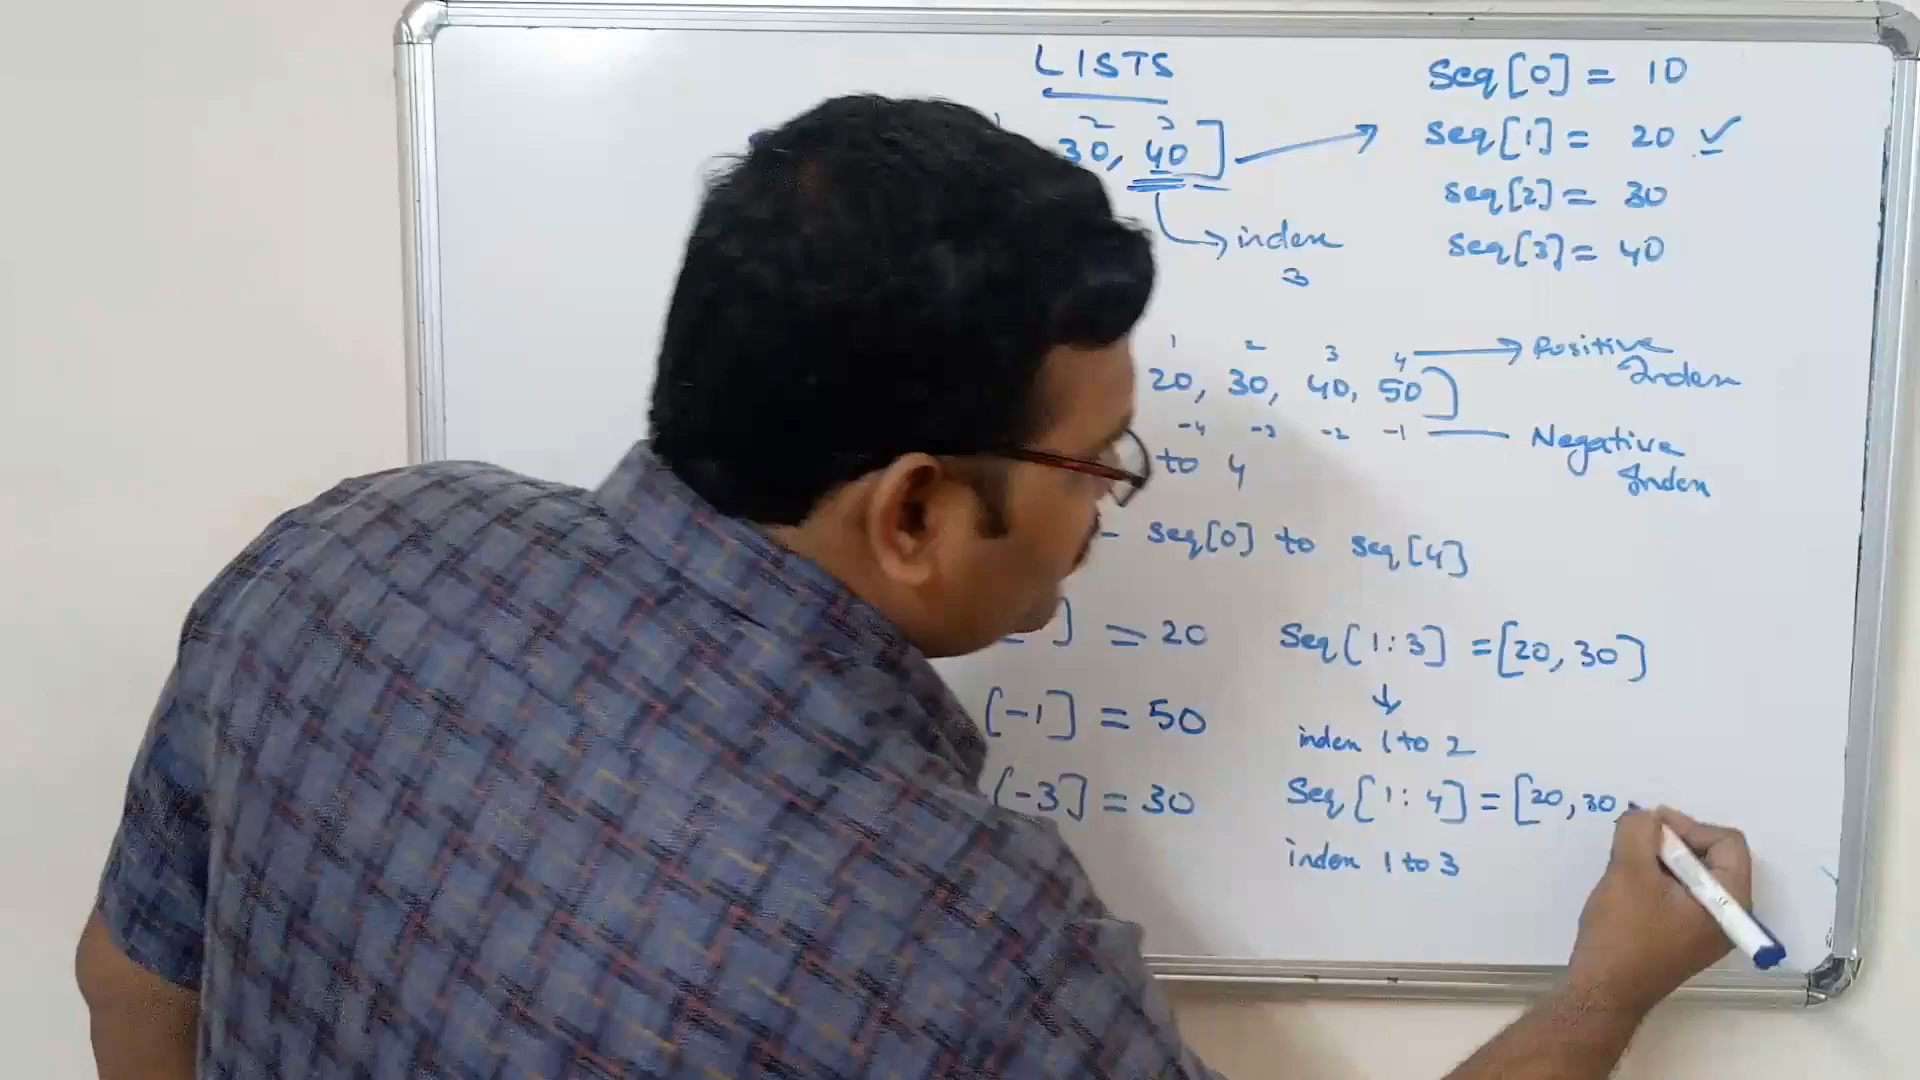 LISTS
2 3
30, 40]
index
3
Seq[0] = 10
Seq[1] = 20 ✓
Seq[2] = 30
Seq[3] = 40
1 2 3 4 Positive Index
20, 30, 40, 50]
-4 -3 -2 -1 Negative Index
to 4
- Seq[0] to Seq[4]
] = 20
[-1] = 50
[-3] = 30
Seq[1:3] = [20, 30]
index 1 to 2
Seq[1:4] = [20, 30,
index 1 to 3